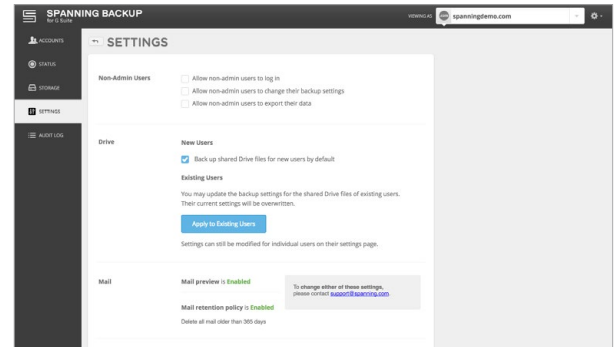 SPANNING BACKUP
for G Suite
VIEWING AS
spanningdemo.com
ACCOUNTS
STATUS
STORAGE
SETTINGS
AUDIT LOG
SETTINGS
Non-Admin Users
Allow non-admin users to log in
Allow non-admin users to change their backup settings
Allow non-admin users to export their data
Drive
New Users
Back up shared Drive files for new users by default
Existing Users
You may update the backup settings for the shared Drive files of existing users.
Their current settings will be overwritten.
Apply to Existing Users
Settings can still be modified for individual users on their settings page.
Mail
Mail preview is Enabled
To change either of these settings,
please contact support@spanning.com.
Mail retention policy is Enabled
Delete all mail older than 365 days